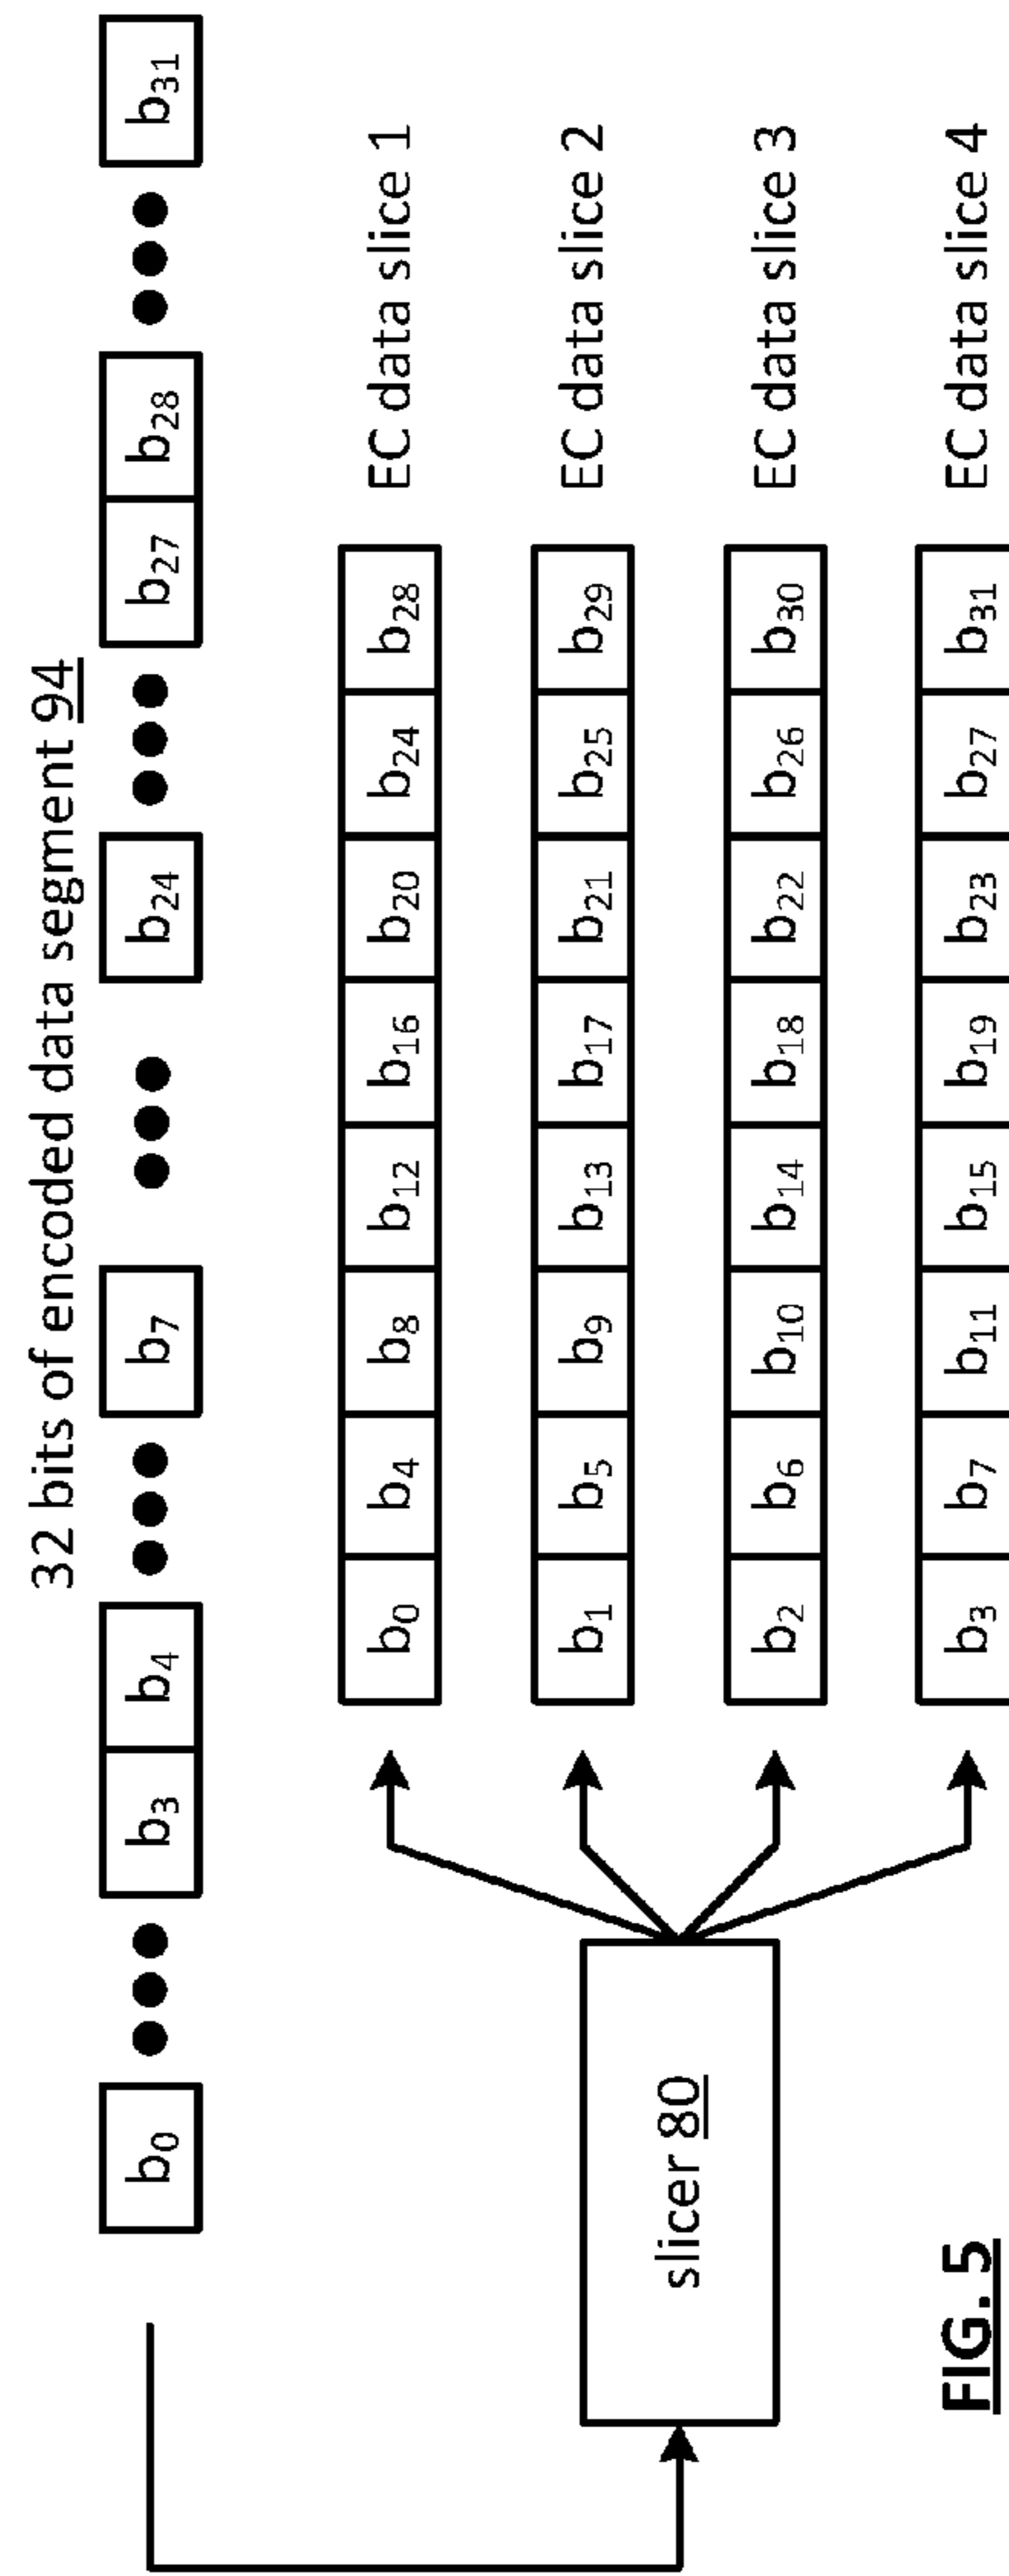 32 bits of encoded data segment 94
b0 b3 b4 b7 b24 b27 b28 b31
b0 b4 b8 b12 b16 b20 b24 b28 EC data slice 1
b1 b5 b9 b13 b17 b21 b25 b29 EC data slice 2
slicer 80
b2 b6 b10 b14 b18 b22 b26 b30 EC data slice 3
b3 b7 b11 b15 b19 b23 b27 b31 EC data slice 4
FIG. 5